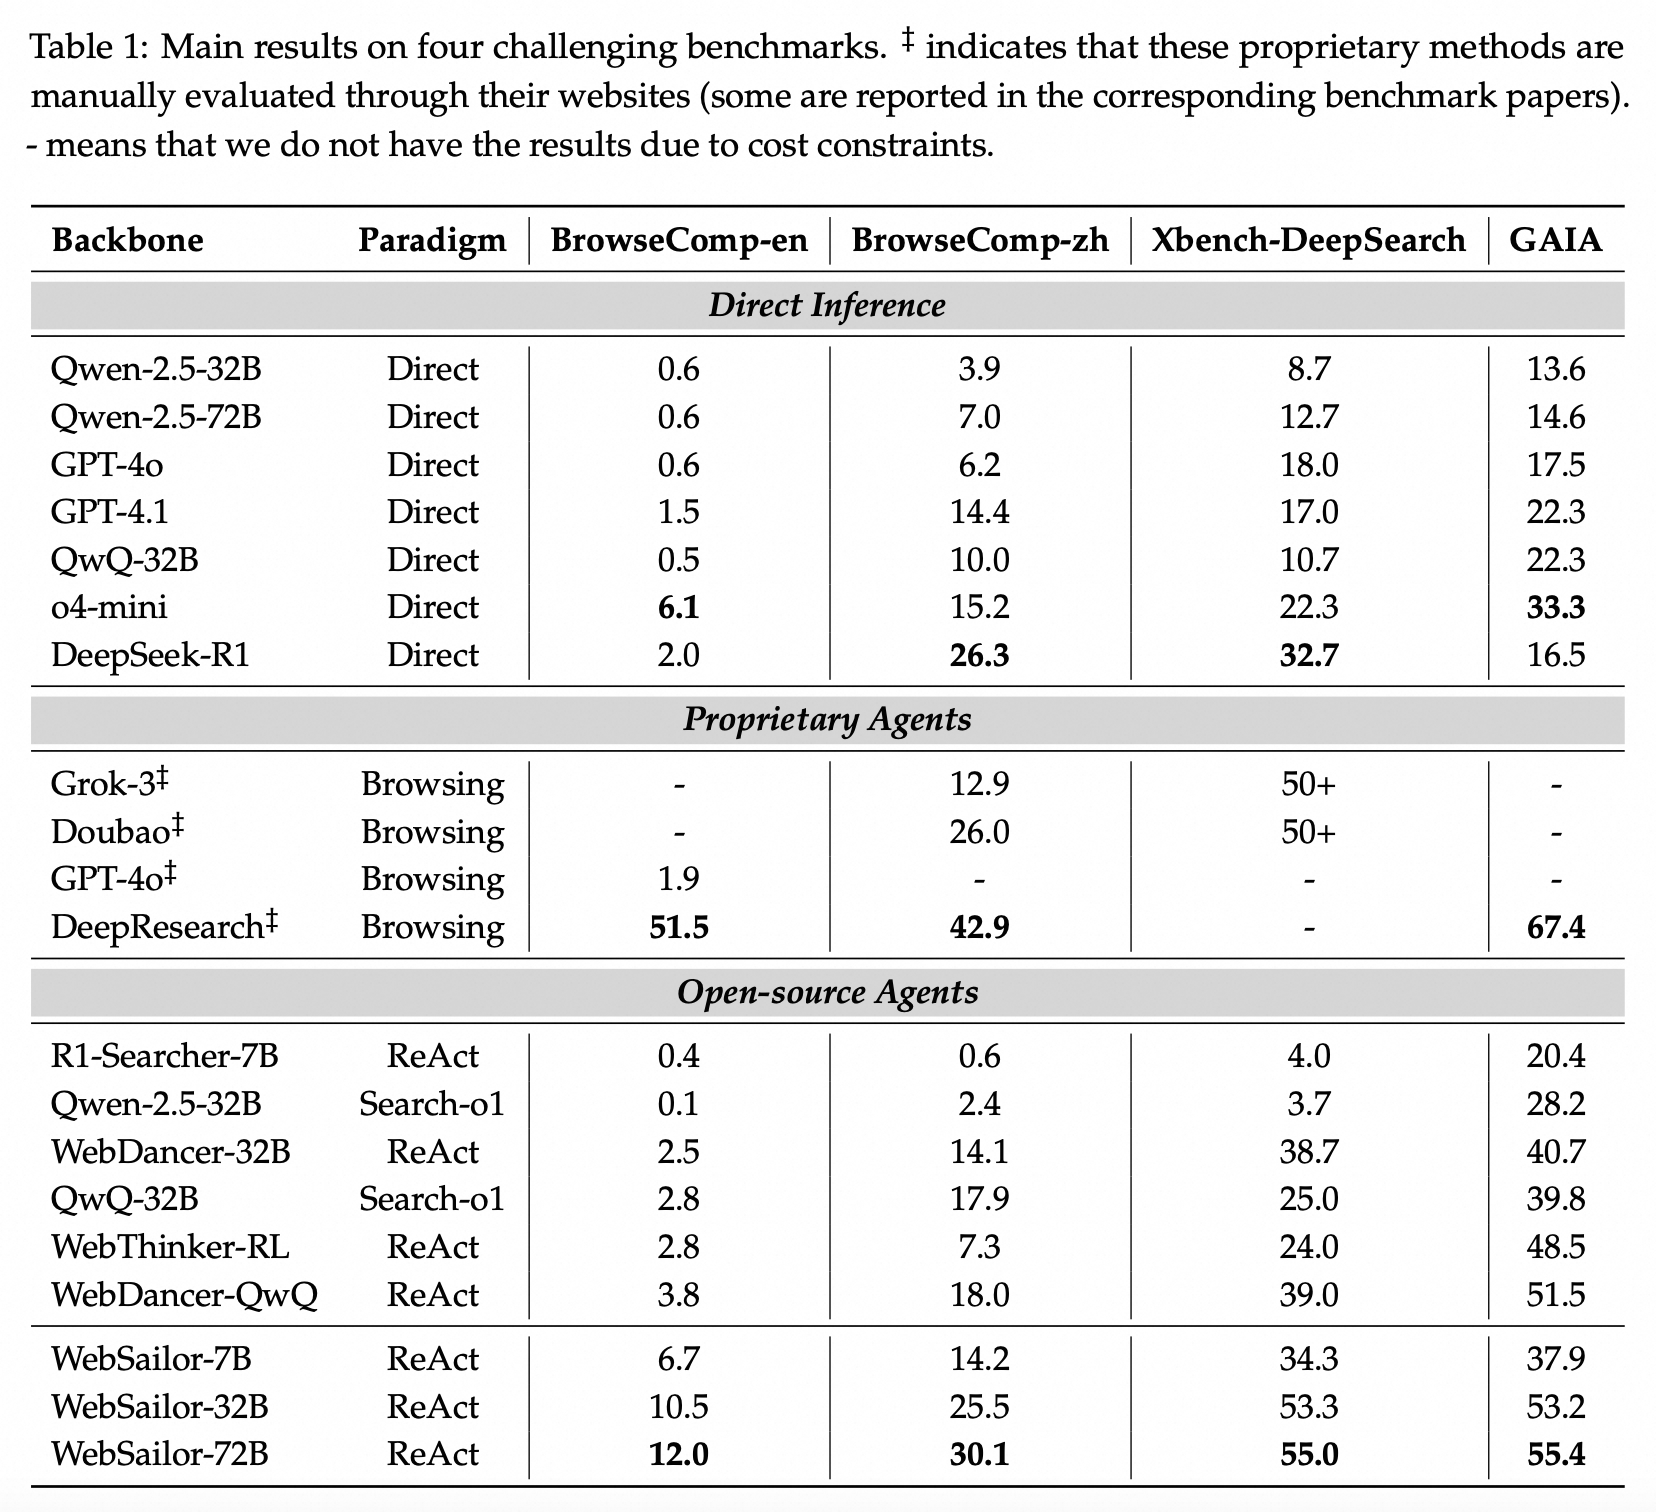 Table 1: Main results on four challenging benchmarks. ‡ indicates that these proprietary methods are
manually evaluated through their websites (some are reported in the corresponding benchmark papers).
- means that we do not have the results due to cost constraints.
Backbone Paradigm BrowseComp-en BrowseComp-zh Xbench-DeepSearch GAIA
Direct Inference
Qwen-2.5-32B Direct 0.6 3.9 8.7 13.6
Qwen-2.5-72B Direct 0.6 7.0 12.7 14.6
GPT-4o Direct 0.6 6.2 18.0 17.5
GPT-4.1 Direct 1.5 14.4 17.0 22.3
QwQ-32B Direct 0.5 10.0 10.7 22.3
o4-mini Direct 6.1 15.2 22.3 33.3
DeepSeek-R1 Direct 2.0 26.3 32.7 16.5
Proprietary Agents
Grok-3‡ Browsing - 12.9 50+ -
Doubao‡ Browsing - 26.0 50+ -
GPT-4o‡ Browsing 1.9 - - -
DeepResearch‡ Browsing 51.5 42.9 - 67.4
Open-source Agents
R1-Searcher-7B ReAct 0.4 0.6 4.0 20.4
Qwen-2.5-32B Search-o1 0.1 2.4 3.7 28.2
WebDancer-32B ReAct 2.5 14.1 38.7 40.7
QwQ-32B Search-o1 2.8 17.9 25.0 39.8
WebThinker-RL ReAct 2.8 7.3 24.0 48.5
WebDancer-QwQ ReAct 3.8 18.0 39.0 51.5
WebSailor-7B ReAct 6.7 14.2 34.3 37.9
WebSailor-32B ReAct 10.5 25.5 53.3 53.2
WebSailor-72B ReAct 12.0 30.1 55.0 55.4